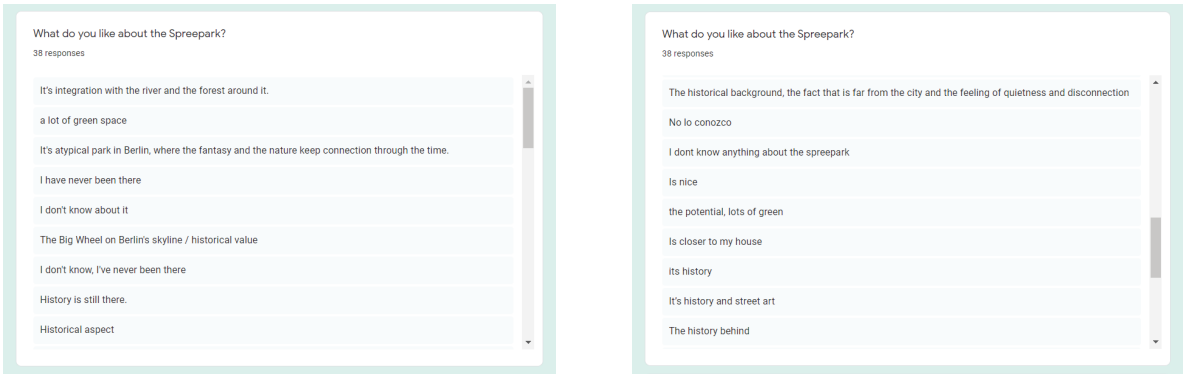 What do you like about the Spreepark?
38 responses
It's integration with the river and the forest around it.
a lot of green space
It's atypical park in Berlin, where the fantasy and the nature keep connection through the time.
I have never been there
I don't know about it
The Big Wheel on Berlin's skyline / historical value
I don't know, I've never been there
History is still there.
Historical aspect
What do you like about the Spreepark?
38 responses
The historical background, the fact that is far from the city and the feeling of quietness and disconnection
No lo conozco
I dont know anything about the spreepark
Is nice
the potential, lots of green
Is closer to my house
its history
It's history and street art
The history behind